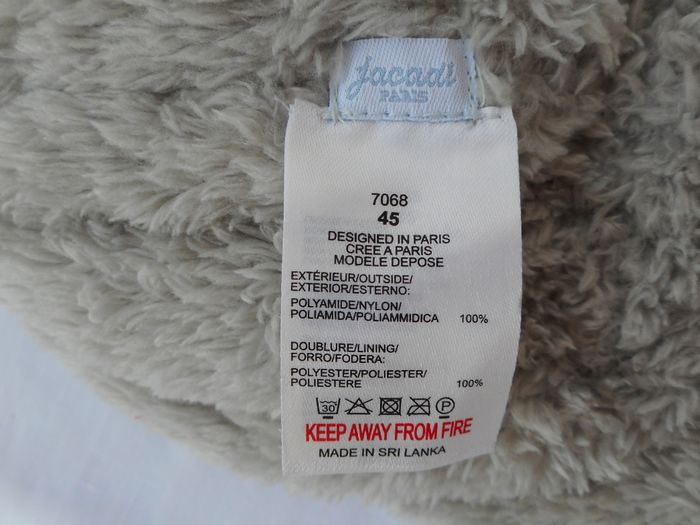 Jacadi
PARIS
7068
45
DESIGNED IN PARIS
CREE A PARIS
MODELE DEPOSE
EXTÉRIEUR/OUTSIDE/
EXTERIOR/ESTERNO:
POLYAMIDE/NYLON/
POLIAMIDA/POLIAMMIDICA 100%
DOUBLURE/LINING/
FORRO/FODERA:
POLYESTER/POLIESTER/
POLIESTERE 100%
30 P
KEEP AWAY FROM FIRE
MADE IN SRI LANKA